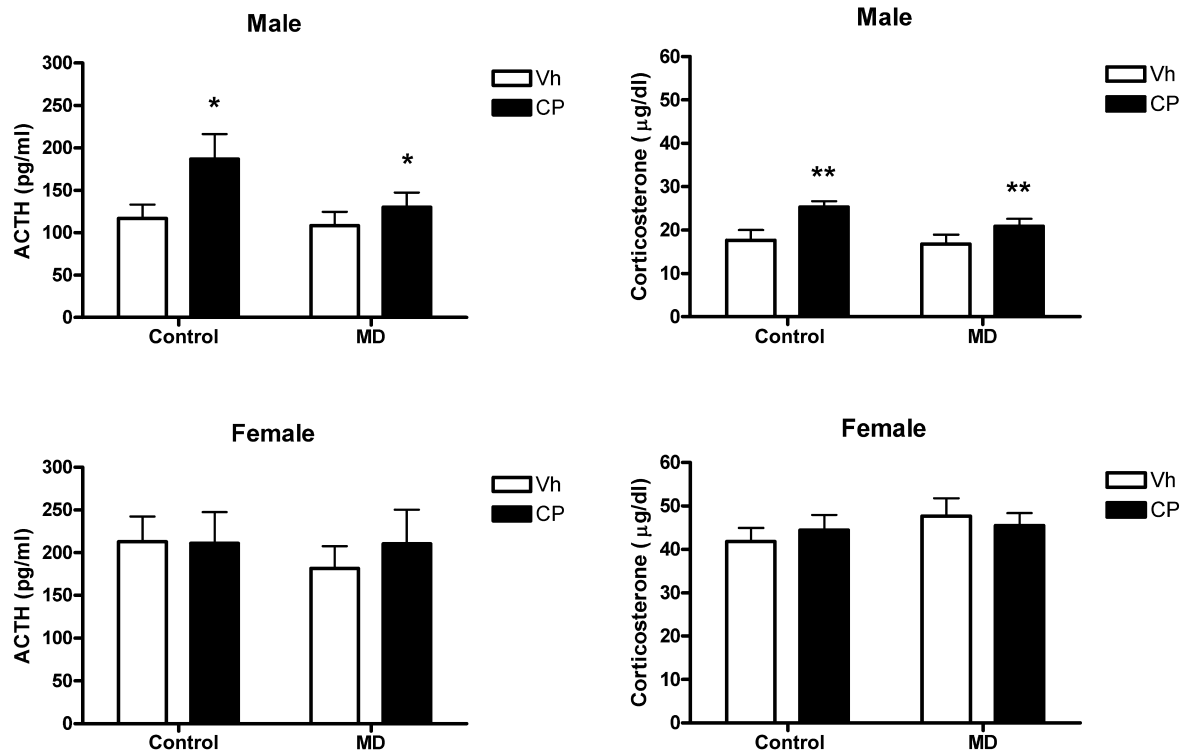 Male
ACTH (pg/ml)
300
250
200
150
100
50
0
*
*
Control
MD
Vh
CP
Male
Corticosterone ( μg/dl)
60
50
40
30
20
10
0
**
**
Control
MD
Vh
CP
Female
ACTH (pg/ml)
300
250
200
150
100
50
0
Control
MD
Vh
CP
Female
Corticosterone ( μg/dl)
60
50
40
30
20
10
0
Control
MD
Vh
CP